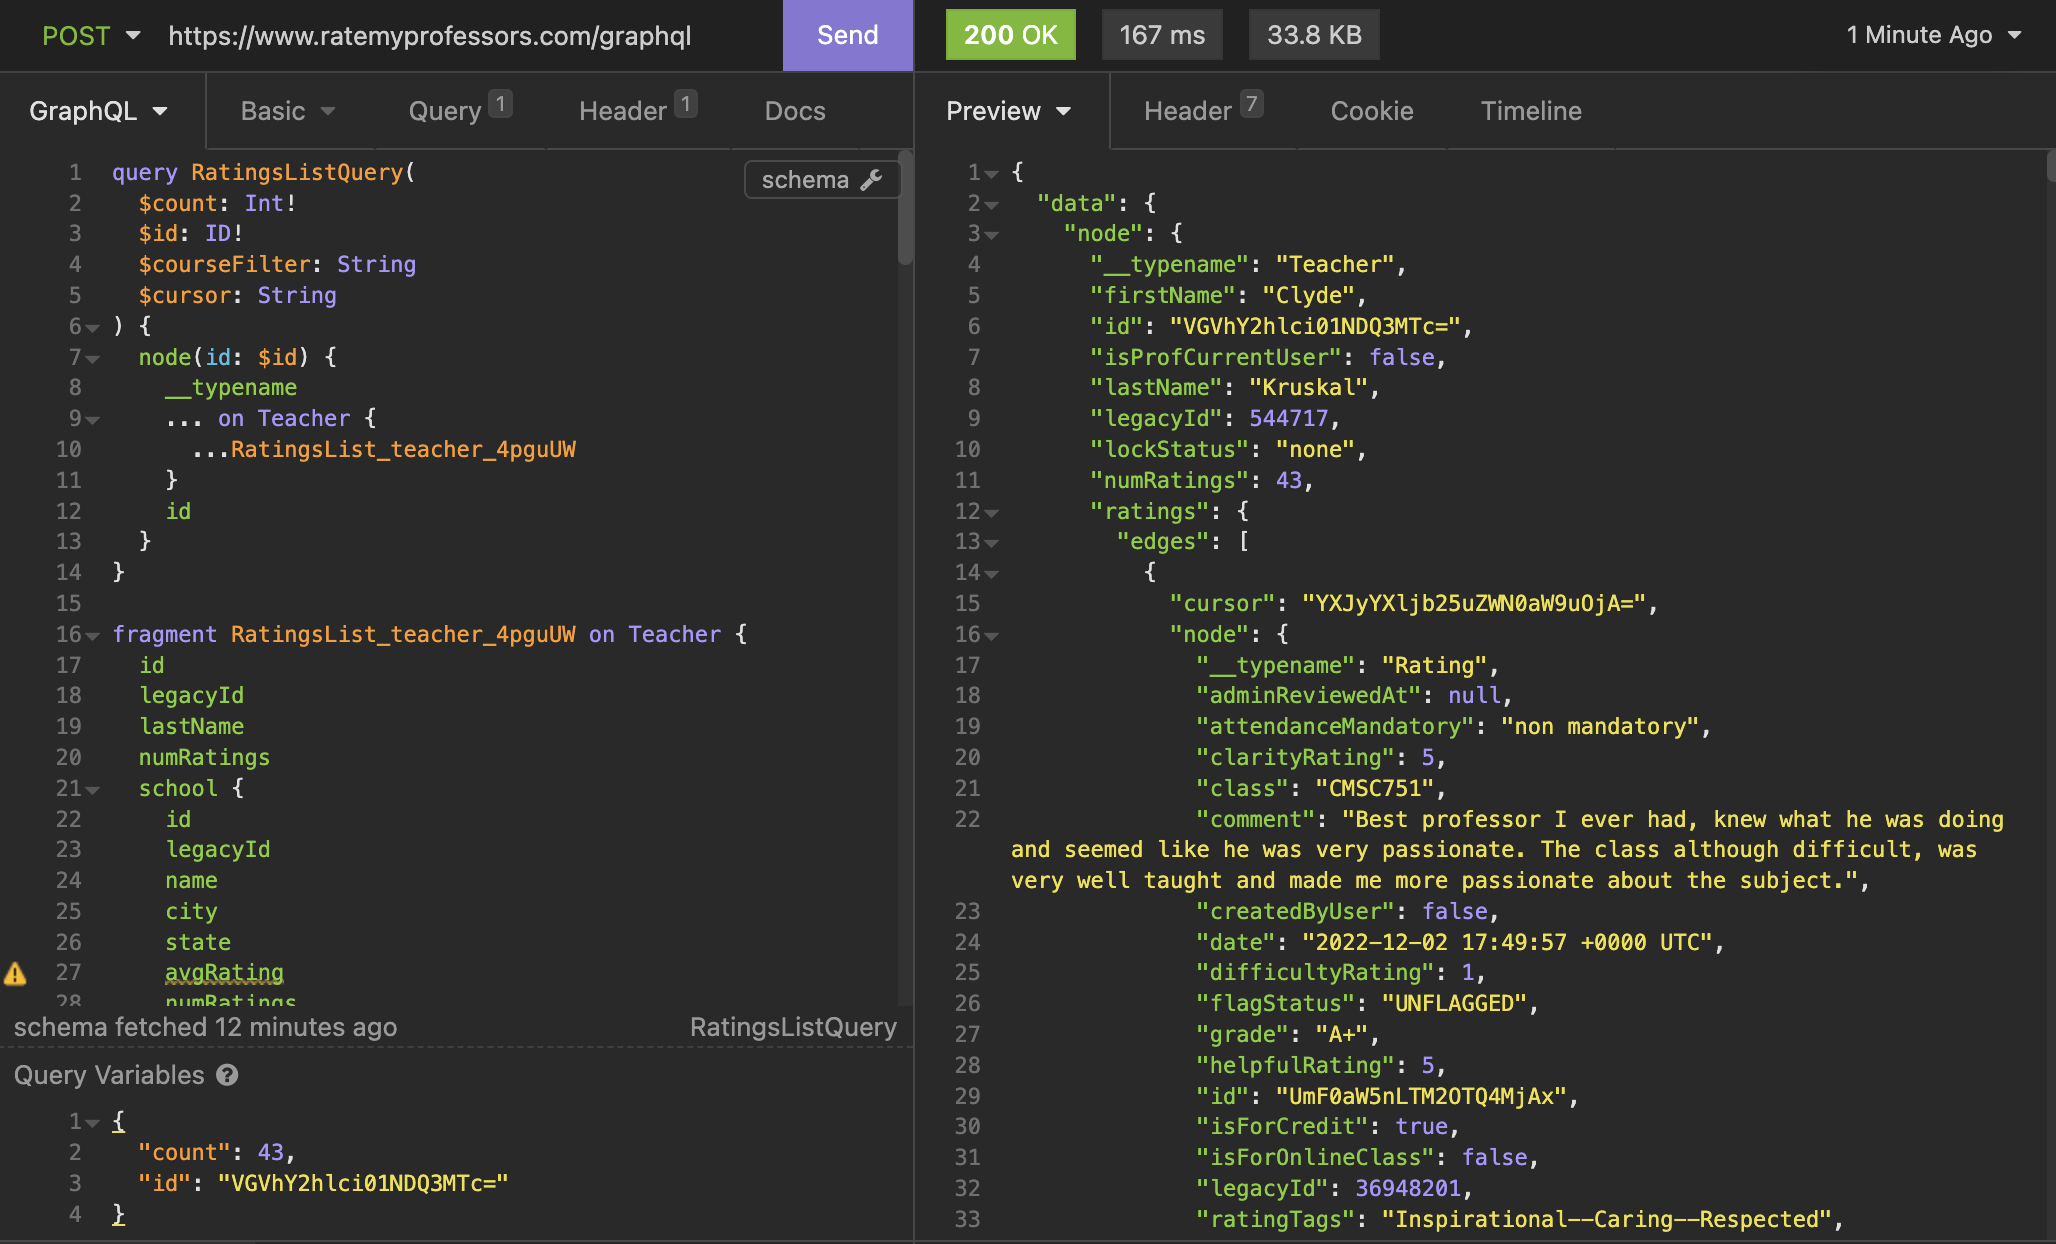 POST https://www.ratemyprofessors.com/graphql Send
200 OK 167 ms 33.8 KB 1 Minute Ago
GraphQL Basic Query 1 Header 1 Docs
schema
1 query RatingsListQuery(
2 $count: Int!
3 $id: ID!
4 $courseFilter: String
5 $cursor: String
6 ) {
7 node(id: $id) {
8 __typename
9 ... on Teacher {
10 ...RatingsList_teacher_4pguUW
11 }
12 id
13 }
14 }
15
16 fragment RatingsList_teacher_4pguUW on Teacher {
17 id
18 legacyId
19 lastName
20 numRatings
21 school {
22 id
23 legacyId
24 name
25 city
26 state
27 avgRating
28 numRatings
schema fetched 12 minutes ago RatingsListQuery
Query Variables ?
1 {
2 "count": 43,
3 "id": "VGVhY2hlci01NDQ3MTc="
4 }
Preview Header 7 Cookie Timeline
1 {
2 "data": {
3 "node": {
4 "__typename": "Teacher",
5 "firstName": "Clyde",
6 "id": "VGVhY2hlci01NDQ3MTc=",
7 "isProfCurrentUser": false,
8 "lastName": "Kruskal",
9 "legacyId": 544717,
10 "lockStatus": "none",
11 "numRatings": 43,
12 "ratings": {
13 "edges": [
14 {
15 "cursor": "YXJyYXljb25uZWN0aW9uOjA=",
16 "node": {
17 "__typename": "Rating",
18 "adminReviewedAt": null,
19 "attendanceMandatory": "non mandatory",
20 "clarityRating": 5,
21 "class": "CMSC751",
22 "comment": "Best professor I ever had, knew what he was doing
and seemed like he was very passionate. The class although difficult, was
very well taught and made me more passionate about the subject.",
23 "createdByUser": false,
24 "date": "2022-12-02 17:49:57 +0000 UTC",
25 "difficultyRating": 1,
26 "flagStatus": "UNFLAGGED",
27 "grade": "A+",
28 "helpfulRating": 5,
29 "id": "UmF0aW5nLTM2OTQ4MjAx",
30 "isForCredit": true,
31 "isForOnlineClass": false,
32 "legacyId": 36948201,
33 "ratingTags": "Inspirational--Caring--Respected",